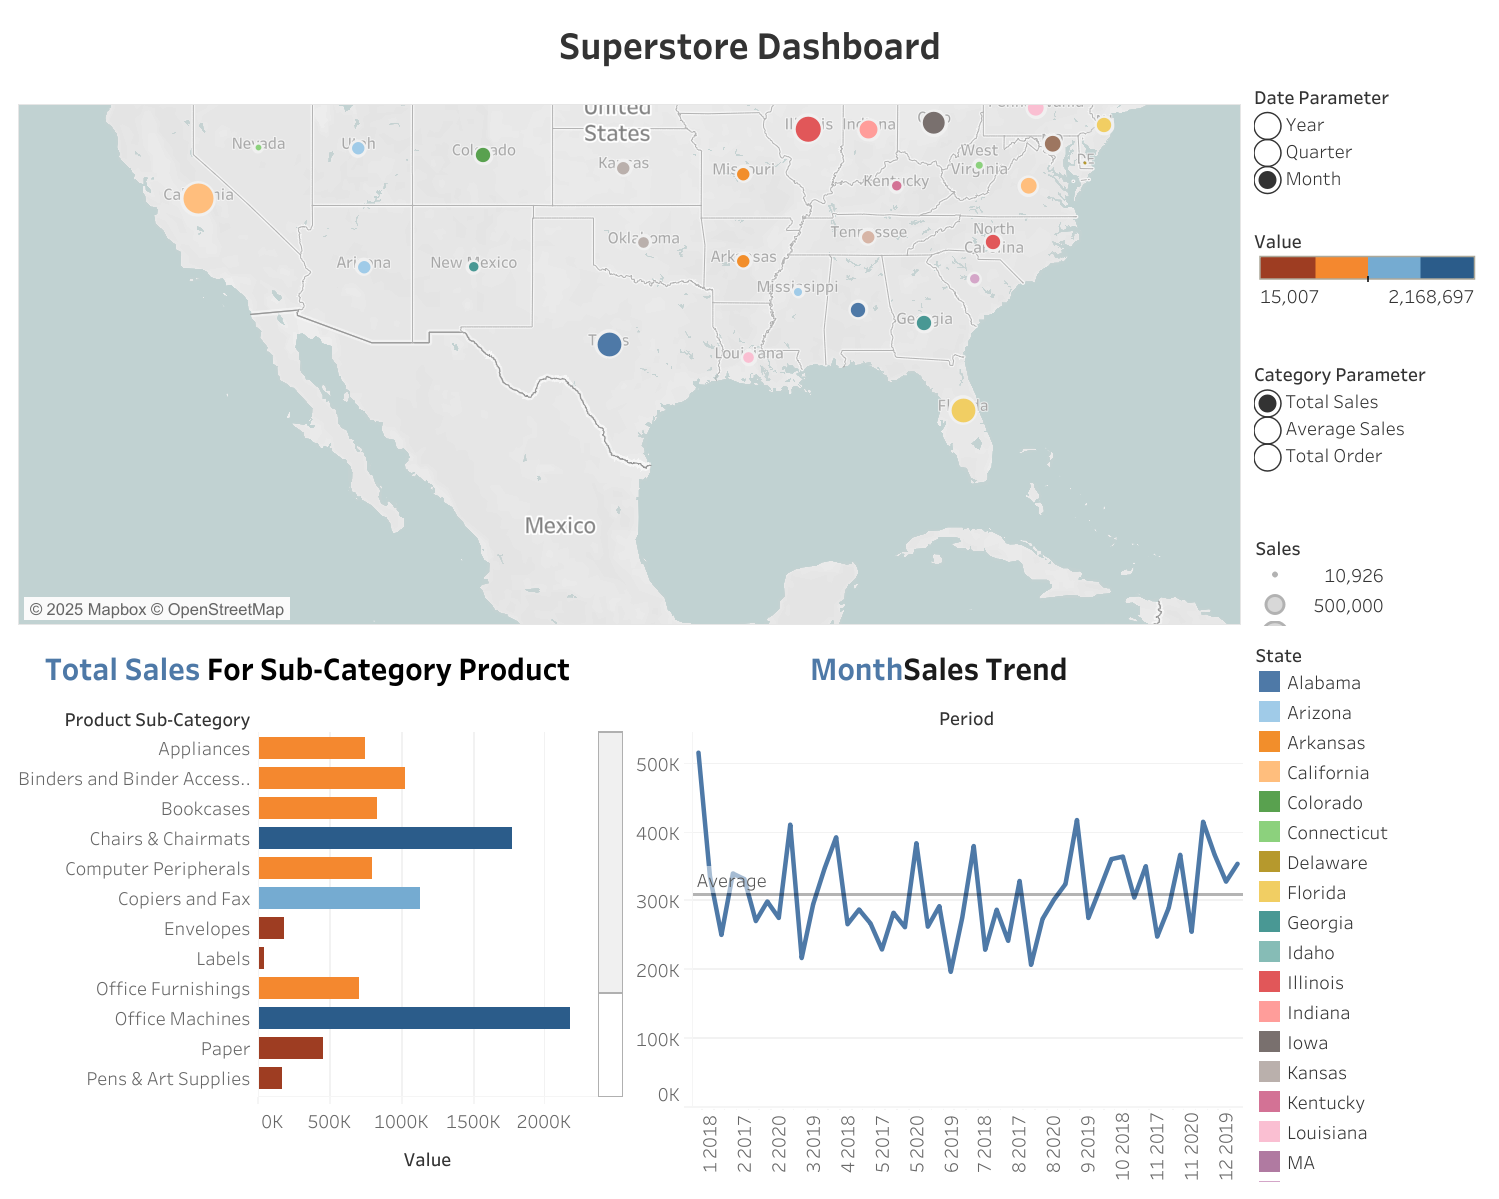 Superstore Dashboard
United
States
Nevada
Utah
Colorado
Kansas
Missouri
Illinois
Indiana
Ohio
Pennsylvania
West
Virginia
DE
Kentucky
California
Arizona
New Mexico
Oklahoma
Arkansas
Tennessee
North
Carolina
Mississippi
Georgia
Texas
Louisiana
Florida
Mexico
© 2025 Mapbox © OpenStreetMap
Date Parameter
Year
Quarter
Month
Value
15,007 2,168,697
Category Parameter
Total Sales
Average Sales
Total Order
Sales
10,926
500,000
Total Sales For Sub-Category Product
Product Sub-Category
Appliances
Binders and Binder Access..
Bookcases
Chairs & Chairmats
Computer Peripherals
Copiers and Fax
Envelopes
Labels
Office Furnishings
Office Machines
Paper
Pens & Art Supplies
0K 500K 1000K 1500K 2000K
Value
MonthSales Trend
Period
500K
400K
300K
200K
100K
0K
Average
1 2018
2 2017
2 2020
3 2019
4 2018
5 2017
5 2020
6 2019
7 2018
8 2017
8 2020
9 2019
10 2018
11 2017
11 2020
12 2019
State
Alabama
Arizona
Arkansas
California
Colorado
Connecticut
Delaware
Florida
Georgia
Idaho
Illinois
Indiana
Iowa
Kansas
Kentucky
Louisiana
MA